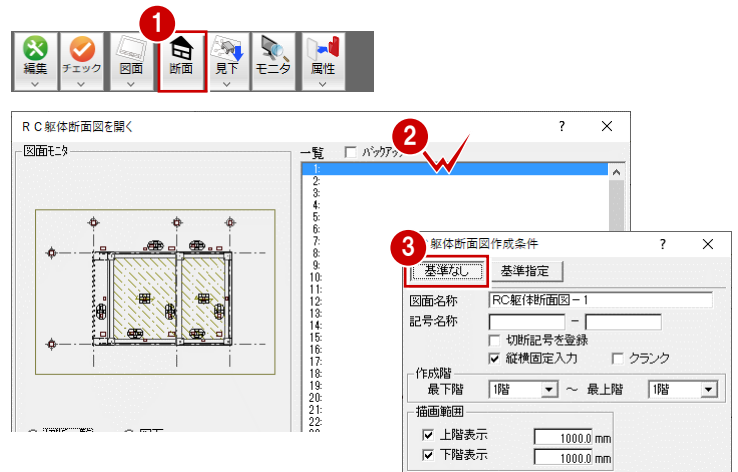 1
編集 チェック 図面 断面 見下 モニタ 属性
RC躯体断面図を開く ? ×
図面モニタ
一覧 バックアップ
2
1:
2:
3:
4:
5:
6:
7:
8:
9:
10:
11:
12:
13:
14:
15:
16:
17:
18:
19:
20:
21:
22:
3
躯体断面図作成条件 ? ×
基準なし 基準指定
図面名称 RC躯体断面図-1
記号名称 -
切断記号を登録
縦横固定入力 クランク
作成階
最下階 1階 ~ 最上階 1階
描画範囲
上階表示 1000.0 mm
下階表示 1000.0 mm